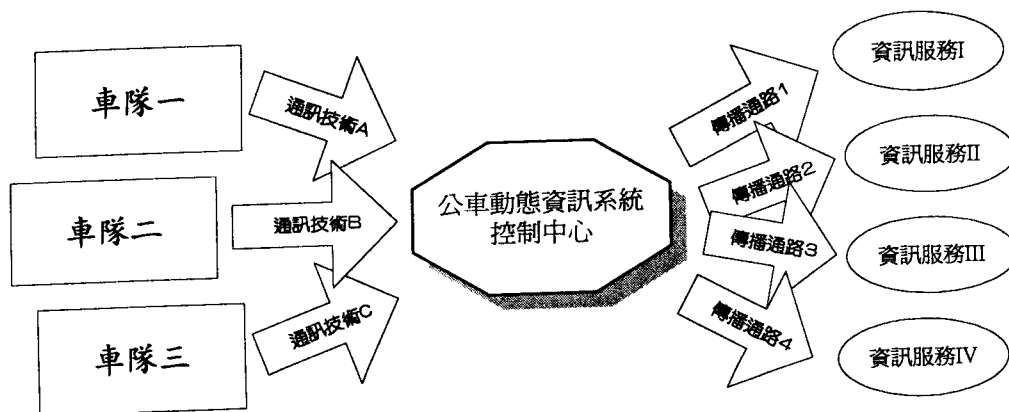 車隊一
通訊技術A
車隊二
通訊技術B
車隊三
通訊技術C
公車動態資訊系統
控制中心
傳播通路1
傳播通路2
傳播通路3
傳播通路4
資訊服務I
資訊服務II
資訊服務III
資訊服務IV